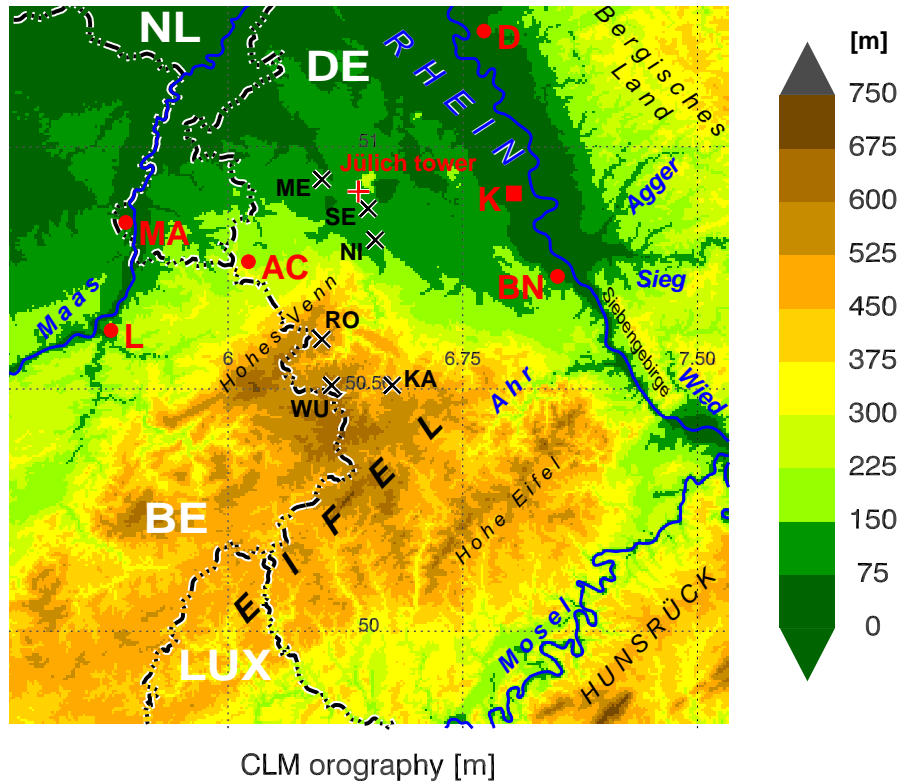 NL
DE
RHEIN
D
Bergisches
Land
[m]
750
675
600
525
450
375
300
225
150
75
0
51
Jülich tower
ME
SE
NI
K
Agger
MA
AC
BN
Sieg
Maas
L
Hohes Venn
RO
Siebengebirge
6
6.75
7.50
50.5
KA
WU
Ahr
Wied
EIFEL
Hohe Eifel
BE
50
LUX
Mosel
HUNSRÜCK
CLM orography [m]